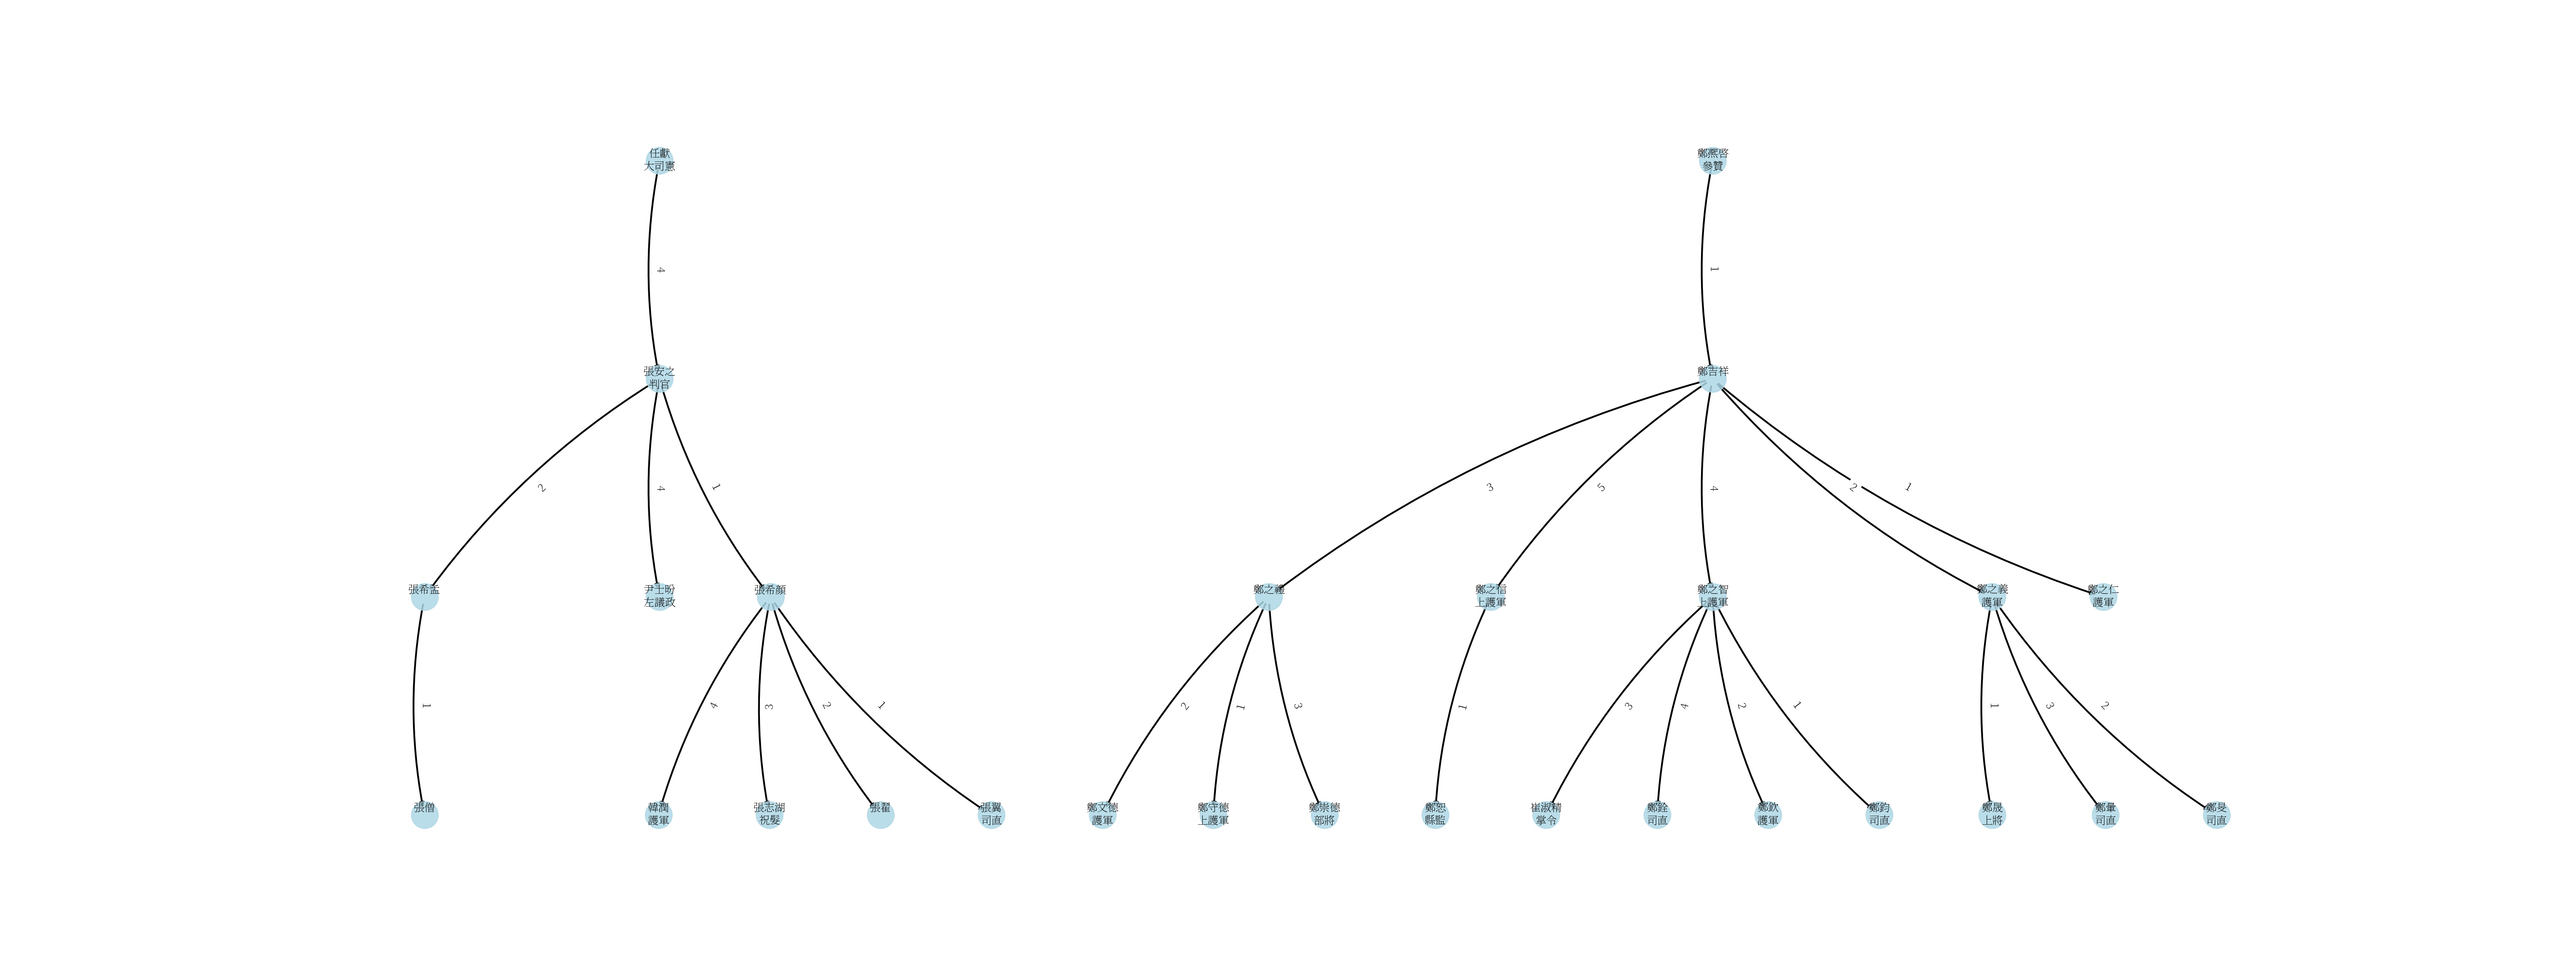 任獻
大司憲
鄭熙啓
參贊
4
1
張安之
判官
鄭吉祥
2
4
1
3
5
4
2
1
張希孟
尹士昐
左議政
張希顔
鄭之禮
鄭之信
上護軍
鄭之智
上護軍
鄭之義
護軍
鄭之仁
護軍
1
4
3
2
1
2
1
3
1
3
4
2
1
1
3
2
張僧
韓潤
護軍
張志湖
祝髮
張翟
張翼
司直
鄭文德
護軍
鄭守德
上護軍
鄭崇德
部將
鄭恕
縣監
崔淑精
掌令
鄭銓
司直
鄭欽
護軍
鄭鈞
司直
鄭晟
上將
鄭暈
司直
鄭旻
司直